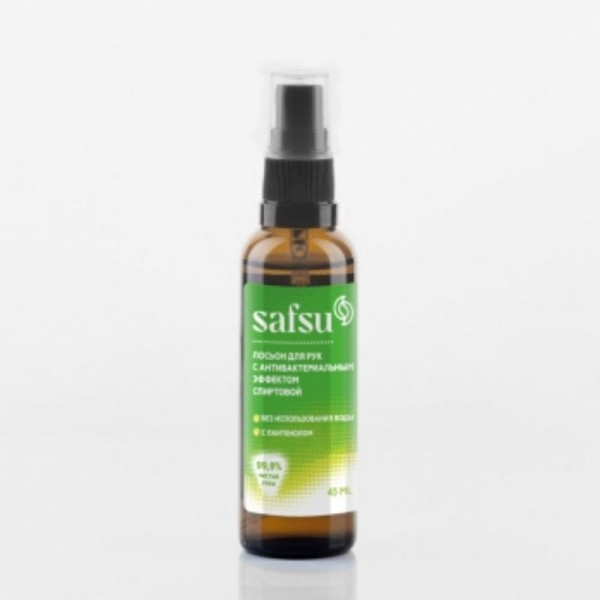 safsu
ЛОСЬОН ДЛЯ РУК
С АНТИБАКТЕРИАЛЬНЫМ
ЭФФЕКТОМ
СПИРТОВОЙ
БЕЗ ИСПОЛЬЗОВАНИЯ ВОДЫ
С ПАНТЕНОЛОМ
99,9%
45 ML